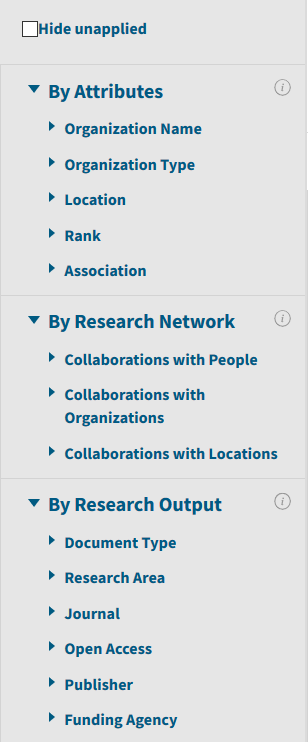 Hide unapplied
By Attributes
i
Organization Name
Organization Type
Location
Rank
Association
By Research Network
i
Collaborations with People
Collaborations with
Organizations
Collaborations with Locations
By Research Output
i
Document Type
Research Area
Journal
Open Access
Publisher
Funding Agency